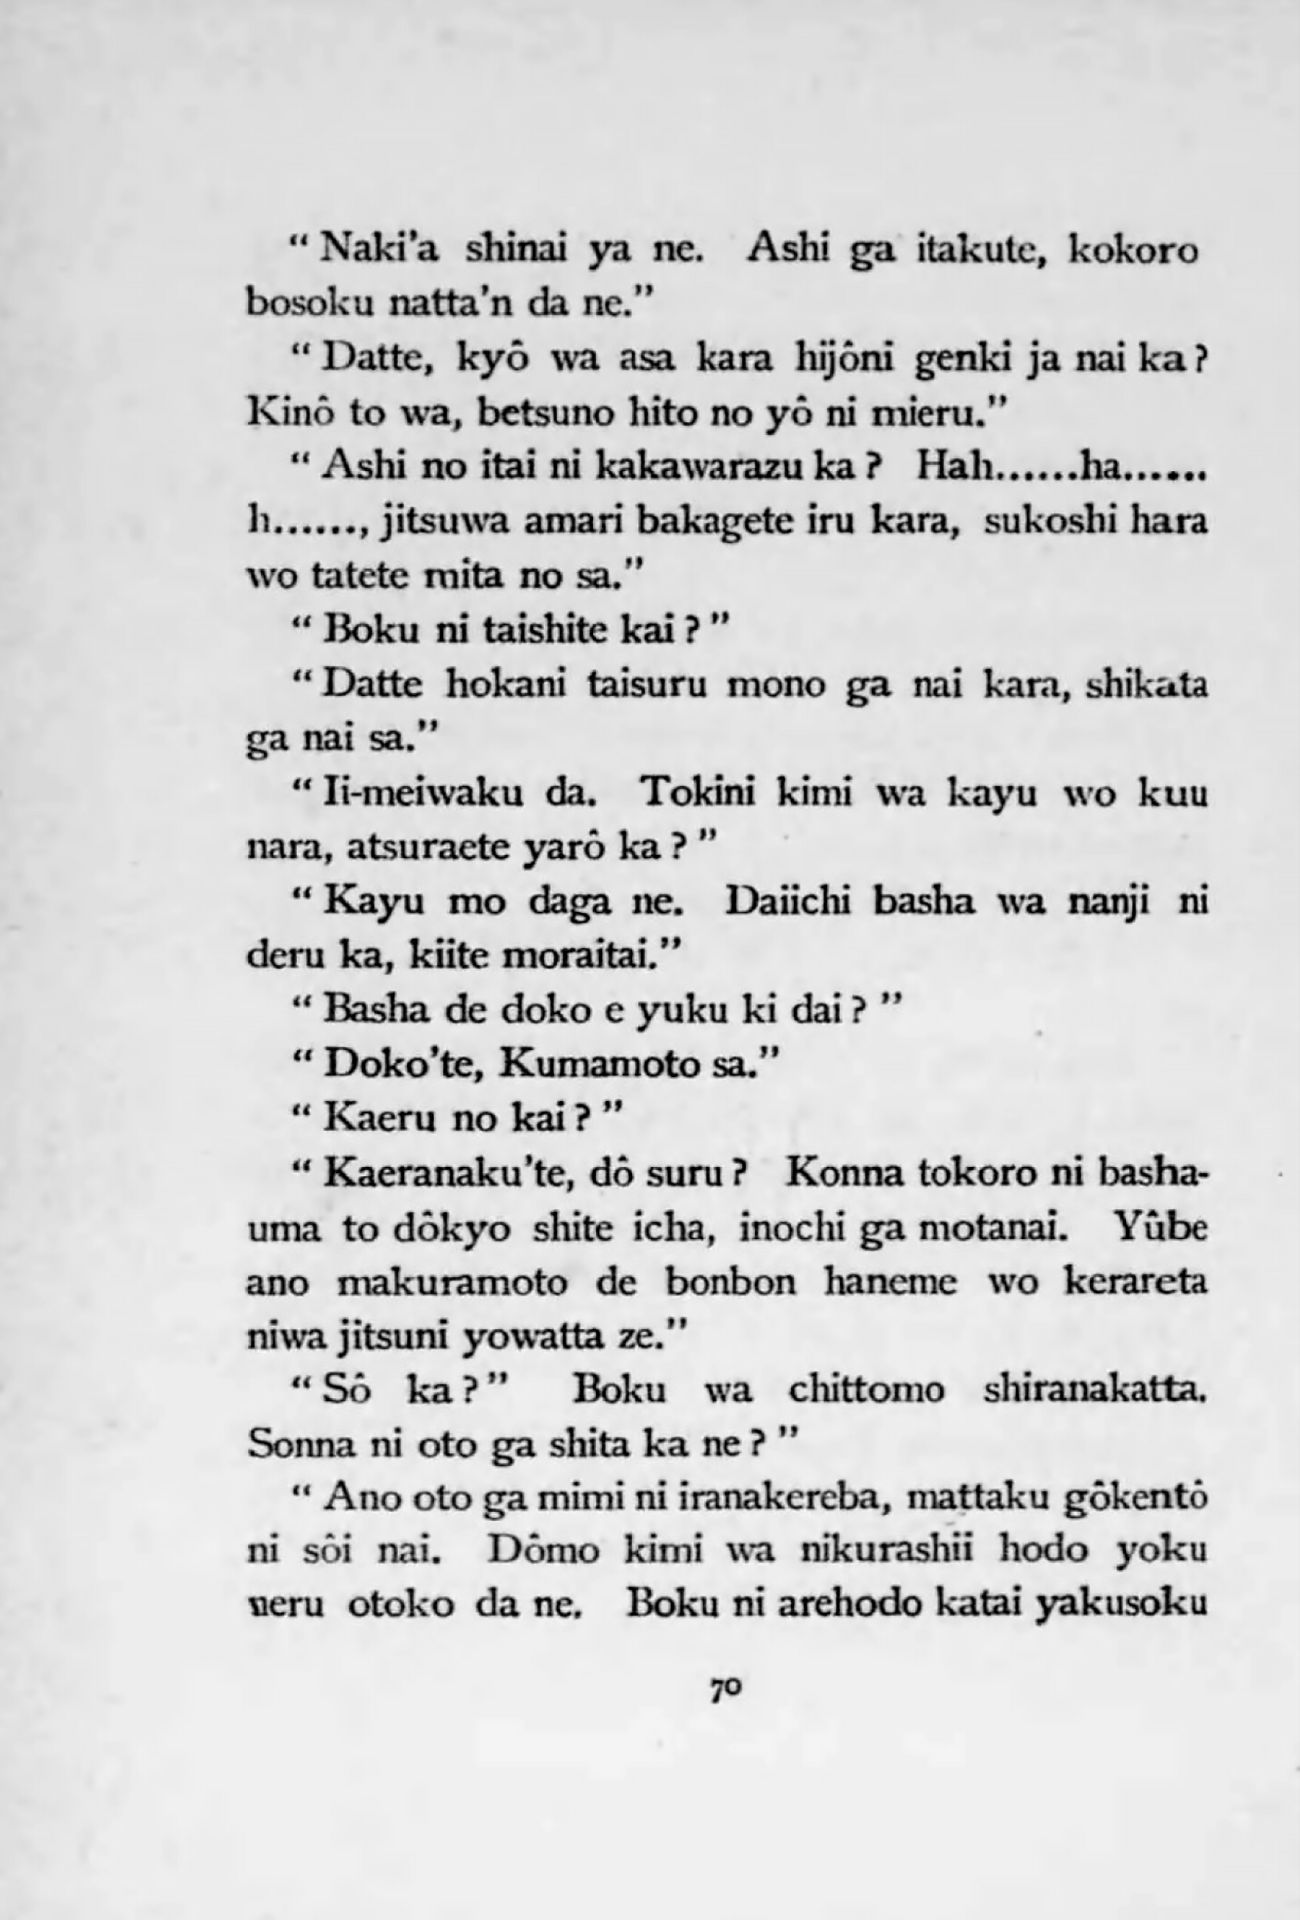 “ Naki’a shinai ya ne. Ashi ga itakute, kokoro
bosoku natta’n da ne.”
“ Datte, kyô wa asa kara hijôni genki ja nai ka ?
Kinô to wa, betsuno hito no yô ni mieru.”
“ Ashi no itai ni kakawarazu ka ? Hah......ha......
h......, jitsuwa amari bakagete iru kara, sukoshi hara
wo tatete mita no sa.”
“ Boku ni taishite kai ? ”
“ Datte hokani taisuru mono ga nai kara, shikata
ga nai sa.”
“ Ii-meiwaku da. Tokini kimi wa kayu wo kuu
nara, atsuraete yarô ka ? ”
“ Kayu mo daga ne. Daiichi basha wa nanji ni
deru ka, kiite moraitai.”
“ Basha de doko e yuku ki dai ? ”
“ Doko’te, Kumamoto sa.”
“ Kaeru no kai ? ”
“ Kaeranaku’te, dô suru ? Konna tokoro ni basha-
uma to dôkyo shite icha, inochi ga motanai. Yûbe
ano makuramoto de bonbon haneme wo kerareta
niwa jitsuni yowatta ze.”
“ Sô ka ? ” Boku wa chittomo shiranakatta.
Sonna ni oto ga shita ka ne ? ”
“ Ano oto ga mimi ni iranakereba, mattaku gôkentô
ni sôi nai. Dômo kimi wa nikurashii hodo yoku
neru otoko da ne. Boku ni arehodo katai yakusoku
70